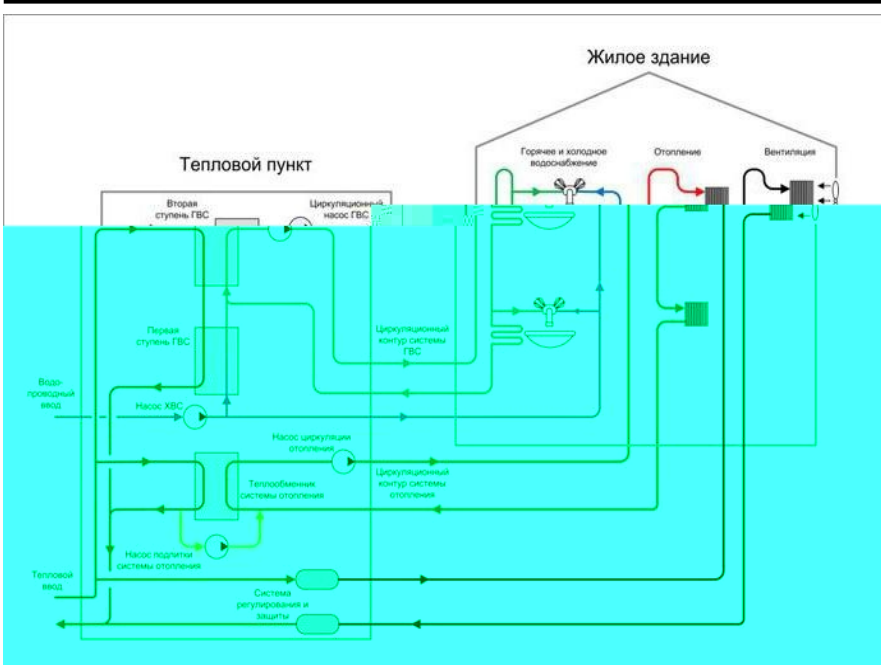 Жилое здание
Горячее и холодное
водоснабжение
Отопление
Вентиляция
Тепловой пункт
Вторая
ступень ГВС
Циркуляционный
насос ГВС
Первая
ступень ГВС
Циркуляционный
контур системы
ГВС
Водо-
проводный
ввод
Насос ХВС
Насос циркуляции
отопления
Циркуляционный
контур системы
отопления
Теплообменник
системы отопления
Насос подпитки
системы отопления
Тепловой
ввод
Система
регулирования и
защиты